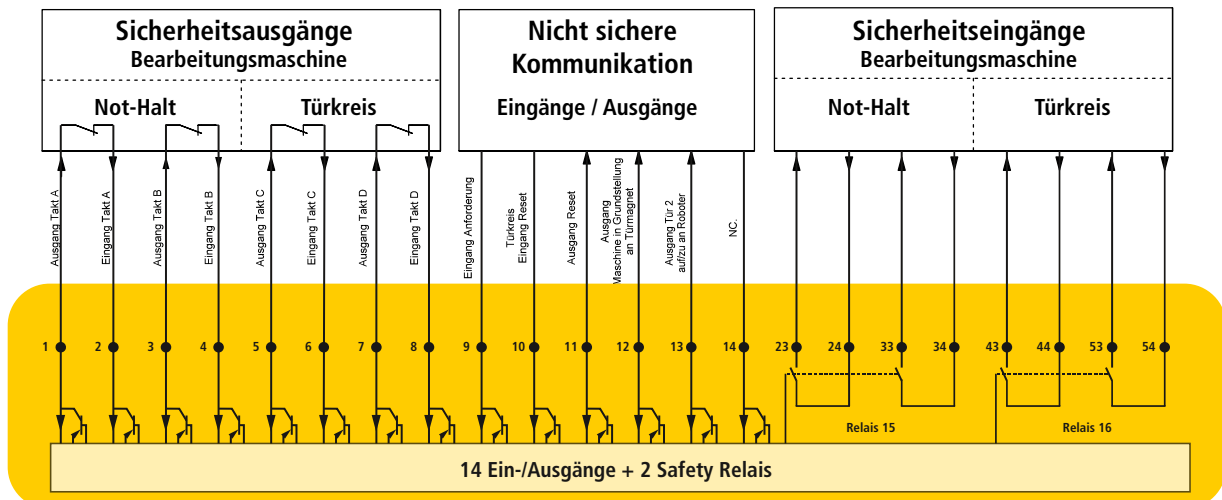 Sicherheitsausgänge
Bearbeitungsmaschine
Not-Halt
Türkreis
Nicht sichere
Kommunikation
Eingänge / Ausgänge
Sicherheitseingänge
Bearbeitungsmaschine
Not-Halt
Türkreis
Ausgang Takt A
Eingang Takt A
Ausgang Takt B
Eingang Takt B
Ausgang Takt C
Eingang Takt C
Ausgang Takt D
Eingang Takt D
Eingang Anforderung
Türkreis
Eingang Reset
Ausgang Reset
Ausgang
Maschine in Grundstellung
an Türmagnet
Ausgang Tür 2
auf/zu an Roboter
NC.
1
2
3
4
5
6
7
8
9
10
11
12
13
14
23
24
33
34
43
44
53
54
Relais 15
Relais 16
14 Ein-/Ausgänge + 2 Safety Relais